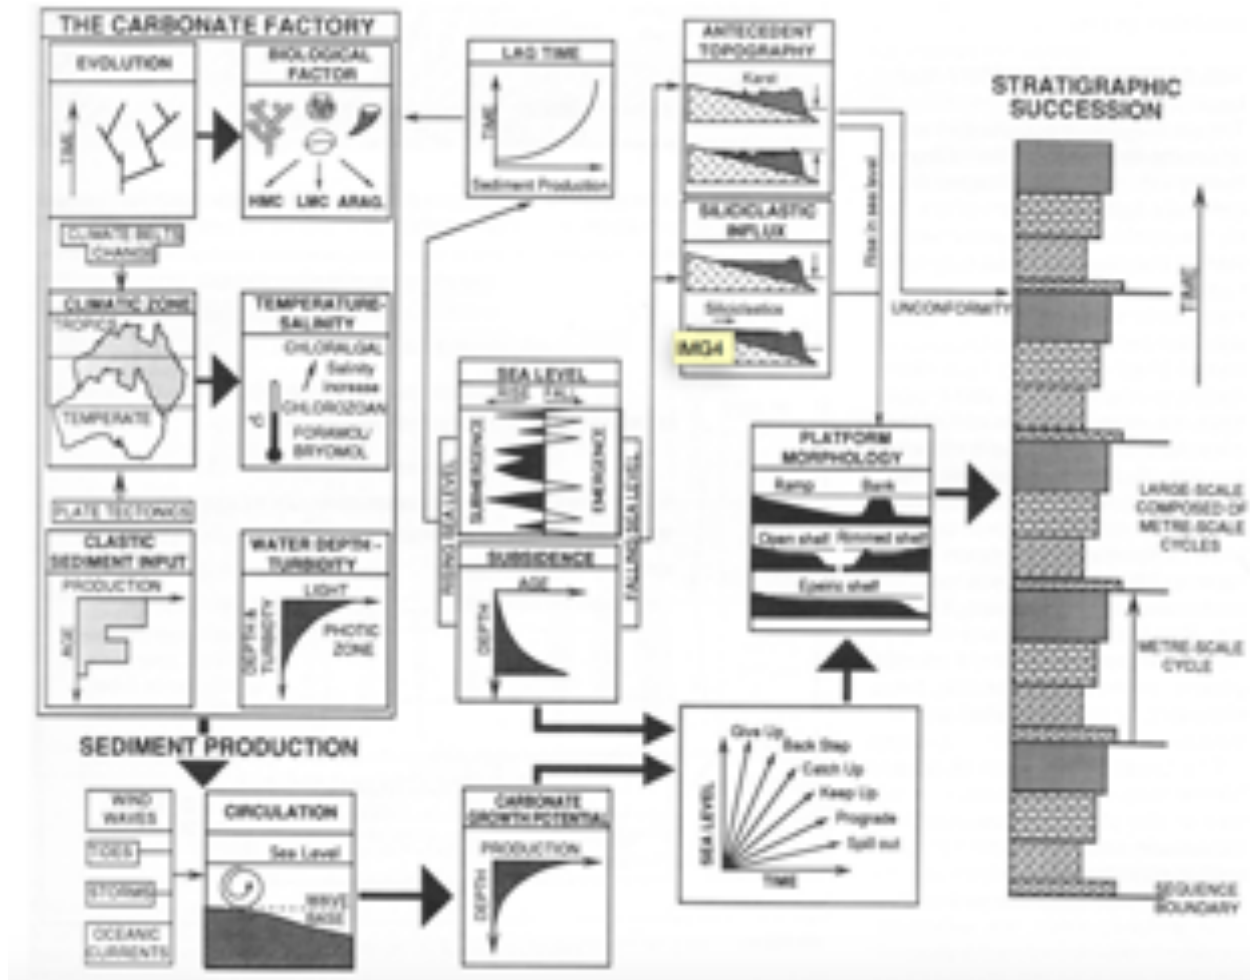 THE CARBONATE FACTORY
EVOLUTION
TIME
BIOLOGICAL
FACTOR
HMC LMC ARAG.
CLIMATE BELTS
CHANGE
CLIMATIC ZONE
TROPICS
TEMPERATE
TEMPERATURE-
SALINITY
CHLORALGAL
Salinity
Increase
CHLOROZOAN
°C
FORAMOL/
BRYOMOL
PLATE TECTONICS
CLASTIC
SEDIMENT INPUT
PRODUCTION
AGE
WATER DEPTH -
TURBIDITY
LIGHT
DEPTH &
TURBIDITY
PHOTIC
ZONE
SEDIMENT PRODUCTION
WIND
WAVES
TIDES
STORMS
OCEANIC
CURRENTS
CIRCULATION
Sea Level
WAVE
BASE
LAG TIME
TIME
Sediment Production
SEA LEVEL
RISE FALL
SUBMERGENCE
EMERGENCE
RISING SEA LEVEL
FALLING SEA LEVEL
SUBSIDENCE
AGE
DEPTH
CARBONATE
GROWTH POTENTIAL
PRODUCTION
DEPTH
ANTECEDENT
TOPOGRAPHY
Karst
SILICICLASTIC
INFLUX
Siliciclastics
IMG4
Rise in sea level
UNCONFORMITY
PLATFORM
MORPHOLOGY
Ramp Bank
Open shelf Rimmed shelf
Epeiric shelf
SEA LEVEL
Give Up
Back Step
Catch Up
Keep Up
Prograde
Spill out
TIME
STRATIGRAPHIC
SUCCESSION
TIME
LARGE-SCALE
COMPOSED OF
METRE-SCALE
CYCLES
METRE-SCALE
CYCLE
SEQUENCE
BOUNDARY